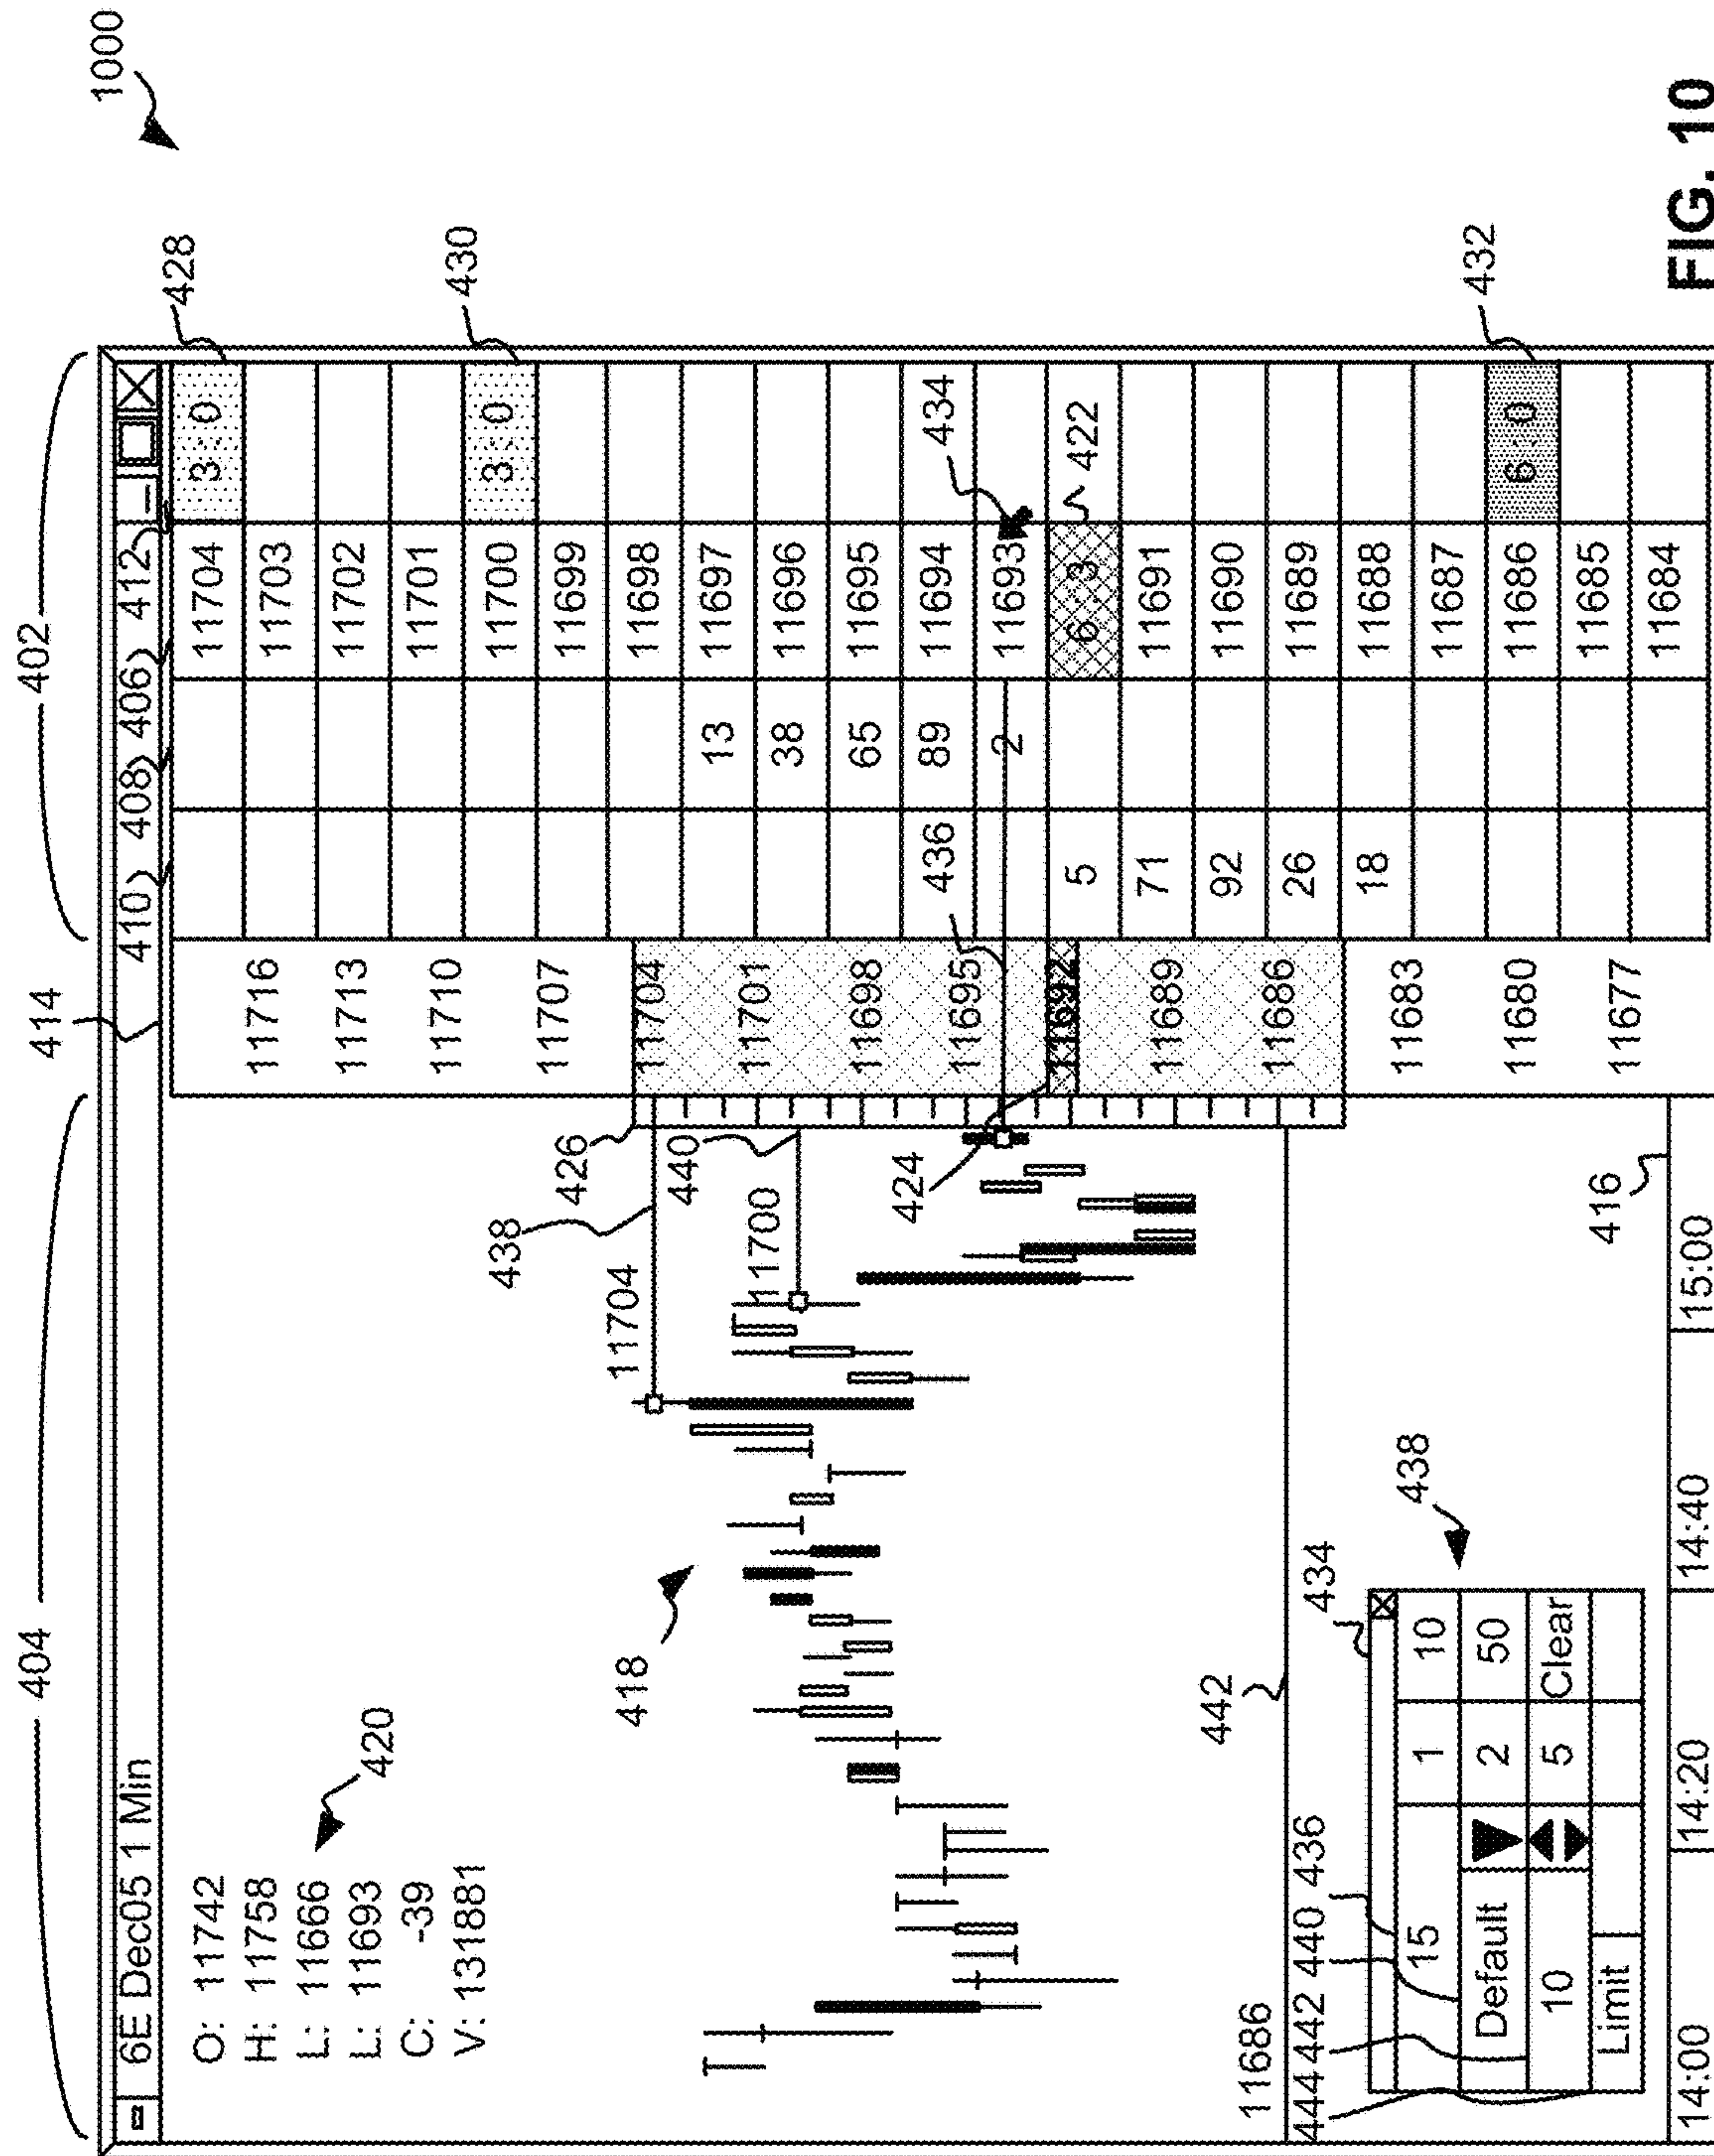 1000
404 402
414
6E Dec05 1 Min 410 408 406 412
O: 11742
H: 11758
L: 11666
L: 11693
C: -39
V: 131881
420
418
11704
438
426
11700
440
424
11716
11713
11710
11707
11704
11701
11698
11695
11692
11689
11686
11683
11680
11677
11704 3 0 428
11703
11702
11701
11700 3 0 430
11699
11698
13 11697
38 11696
65 11695
436 89 11694 434
2 11693
5 6 3 422
71 11691
92 11690
26 11689
18 11688
11687
11686 6 0 432
11685
11684
11686
442
444 442 440 436 434
15 1 10 438
Default 2 50
10 5 Clear
Limit
416
14:00 14:20 14:40 15:00
FIG. 10